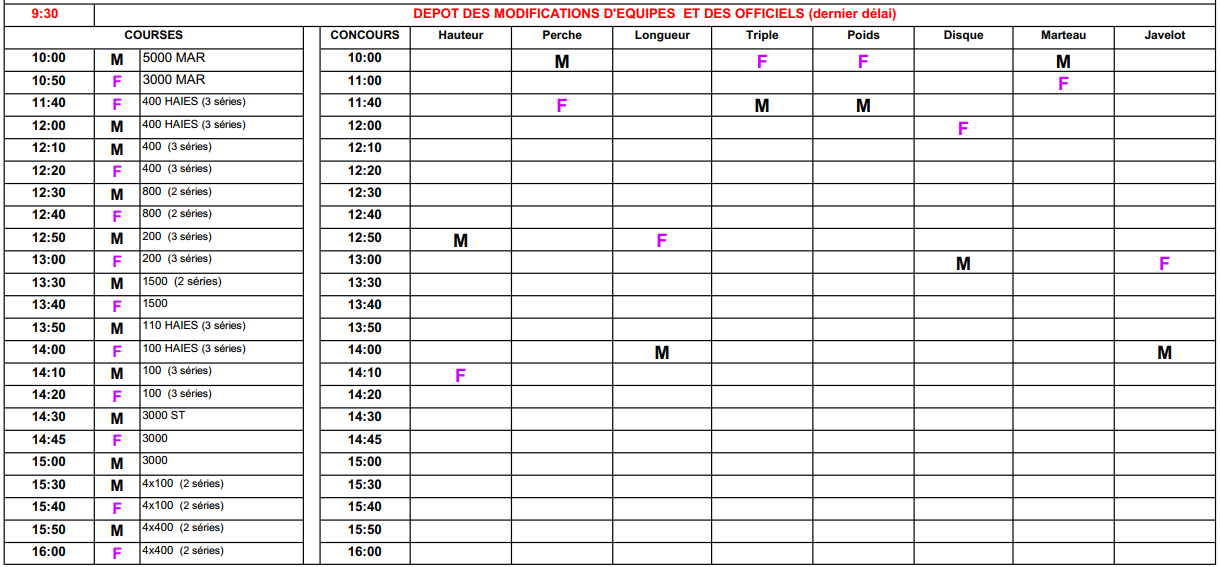 9:30 DEPOT DES MODIFICATIONS D'EQUIPES ET DES OFFICIELS (dernier délai)
COURSES CONCOURS Hauteur Perche Longueur Triple Poids Disque Marteau Javelot
10:00 M 5000 MAR 10:00 M F F M
10:50 F 3000 MAR 11:00 F
11:40 F 400 HAIES (3 séries) 11:40 F M M
12:00 M 400 HAIES (3 séries) 12:00 F
12:10 M 400 (3 séries) 12:10
12:20 F 400 (3 séries) 12:20
12:30 M 800 (2 séries) 12:30
12:40 F 800 (2 séries) 12:40
12:50 M 200 (3 séries) 12:50 M F
13:00 F 200 (3 séries) 13:00 M F
13:30 M 1500 (2 séries) 13:30
13:40 F 1500 13:40
13:50 M 110 HAIES (3 séries) 13:50
14:00 F 100 HAIES (3 séries) 14:00 M M
14:10 M 100 (3 séries) 14:10 F
14:20 F 100 (3 séries) 14:20
14:30 M 3000 ST 14:30
14:45 F 3000 14:45
15:00 M 3000 15:00
15:30 M 4x100 (2 séries) 15:30
15:40 F 4x100 (2 séries) 15:40
15:50 M 4x400 (2 séries) 15:50
16:00 F 4x400 (2 séries) 16:00